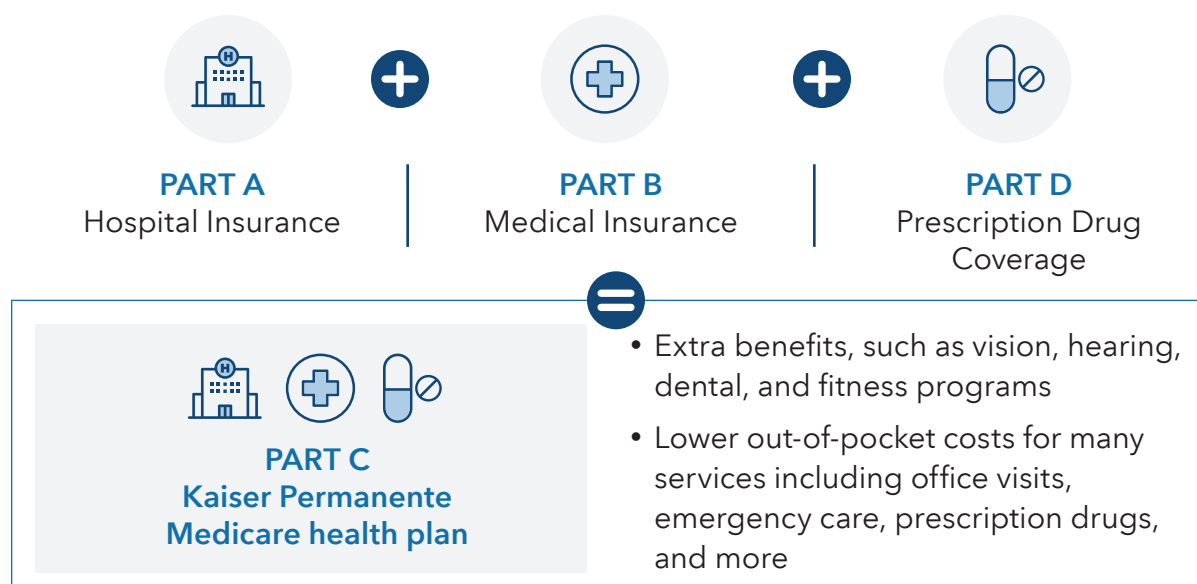 PART A
Hospital Insurance
PART B
Medical Insurance
PART D
Prescription Drug
Coverage
H
H
PART C
Kaiser Permanente
Medicare health plan
• Extra benefits, such as vision, hearing,
dental, and fitness programs
• Lower out-of-pocket costs for many
services including office visits,
emergency care, prescription drugs,
and more